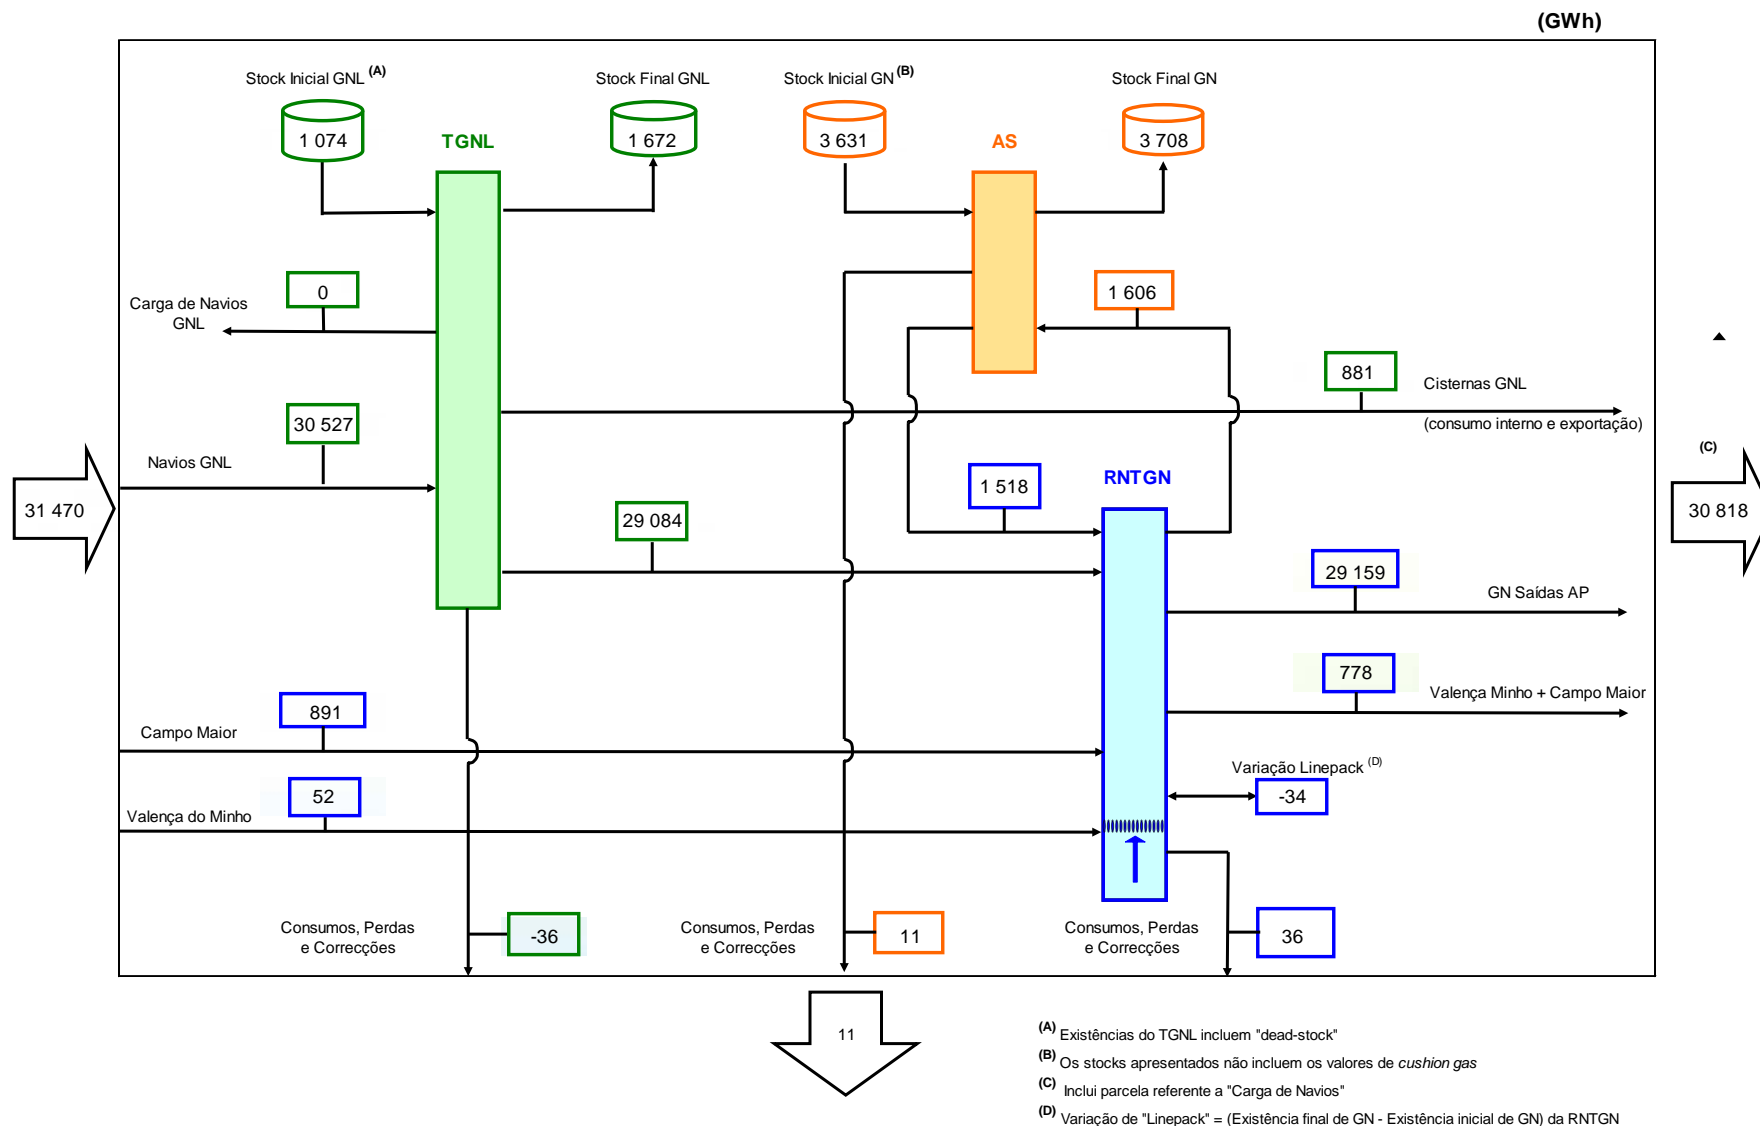 (GWh)
Stock Inicial GNL (A)
Stock Final GNL
Stock Inicial GN (B)
Stock Final GN
1 074
TGNL
1 672
3 631
AS
3 708
0
1 606
Carga de Navios
GNL
881
Cisternas GNL
(consumo interno e exportação)
30 527
Navios GNL
(C)
RNTGN
1 518
31 470
29 084
30 818
29 159
GN Saídas AP
778
Valença Minho + Campo Maior
891
Campo Maior
Variação Linepack (D)
52
-34
Valença do Minho
Consumos, Perdas
e Correcções
-36
Consumos, Perdas
e Correcções
11
Consumos, Perdas
e Correcções
36
11
(A) Existências do TGNL incluem "dead-stock"
(B) Os stocks apresentados não incluem os valores de cushion gas
(C) Inclui parcela referente a "Carga de Navios"
(D) Variação de "Linepack" = (Existência final de GN - Existência inicial de GN) da RNTGN